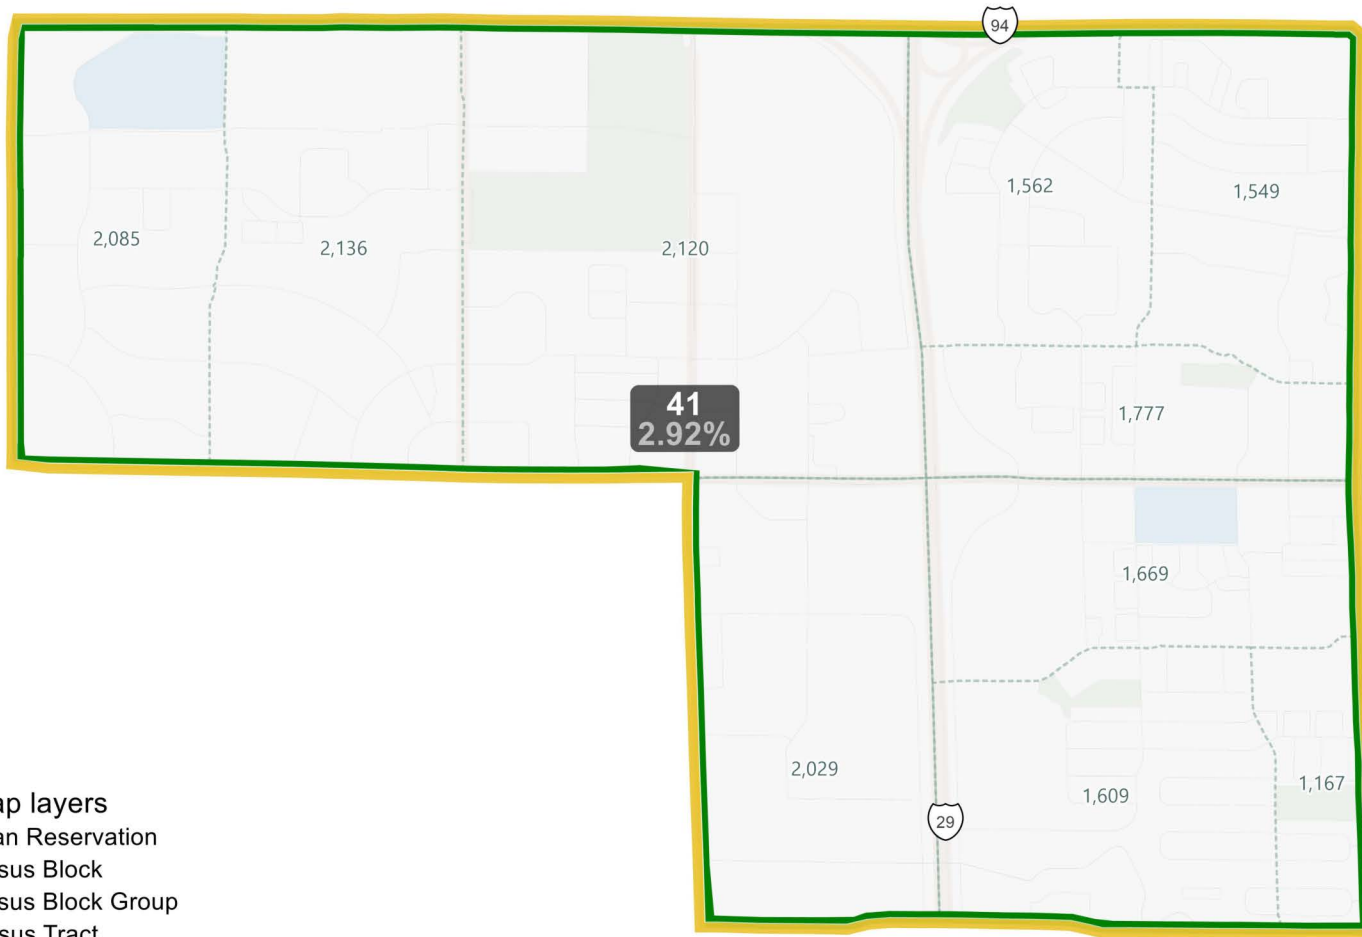 94
1,562
1,549
2,085
2,136
2,120
41
2.92%
1,777
1,669
2,029
1,609
1,167
29
ap layers
an Reservation
sus Block
sus Block Group
sus Tract